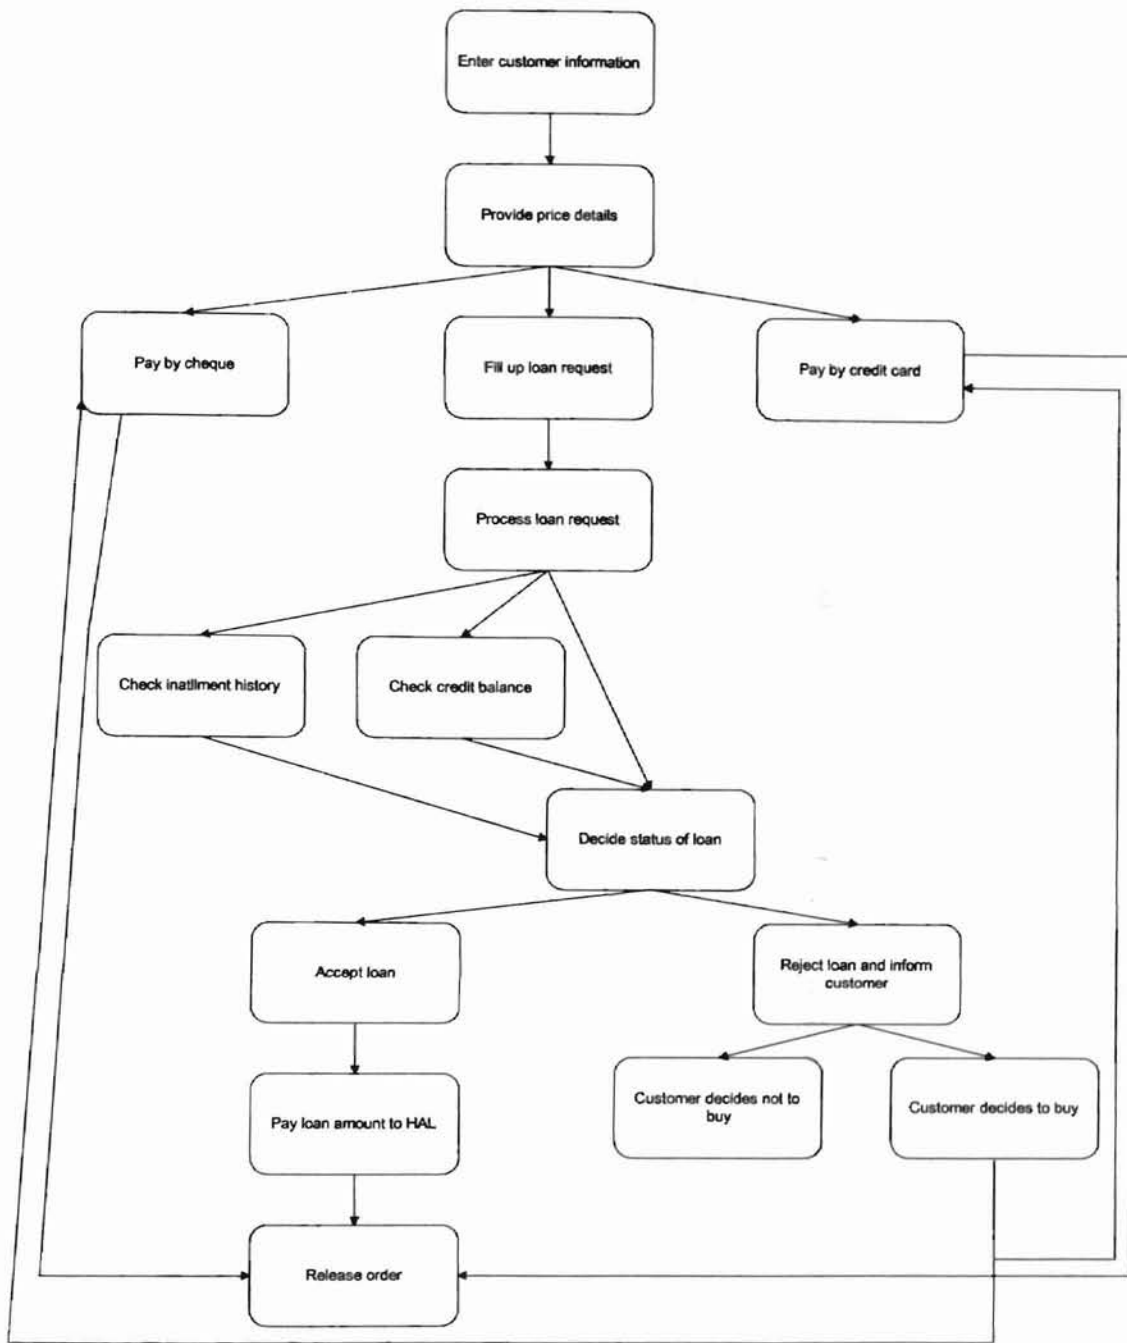 Enter customer information
Provide price details
Pay by cheque
Fill up loan request
Pay by credit card
Process loan request
Check inatllment history
Check credit balance
Decide status of loan
Accept loan
Reject loan and inform
customer
Customer decides not to
buy
Customer decides to buy
Pay loan amount to HAL
Release order